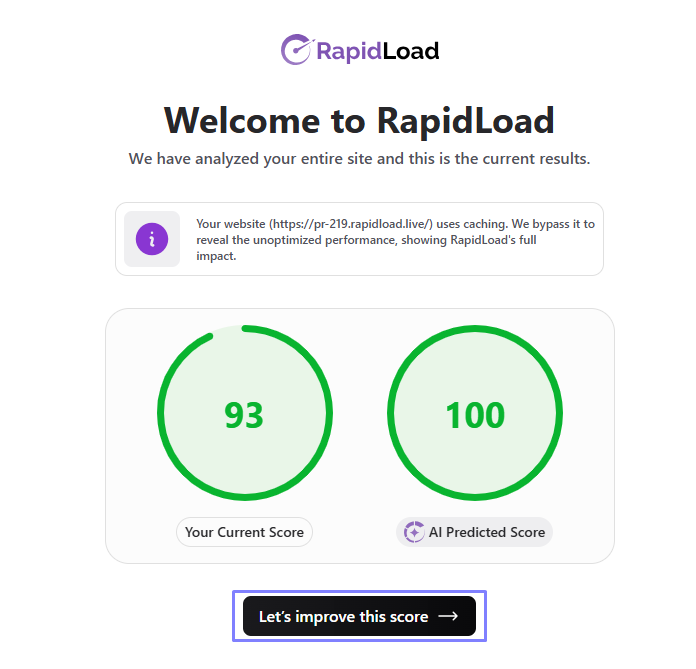 RapidLoad
Welcome to RapidLoad
We have analyzed your entire site and this is the current results.
Your website (https://pr-219.rapidload.live/) uses caching. We bypass it to
reveal the unoptimized performance, showing RapidLoad's full
impact.
93
100
Your Current Score
AI Predicted Score
Let's improve this score